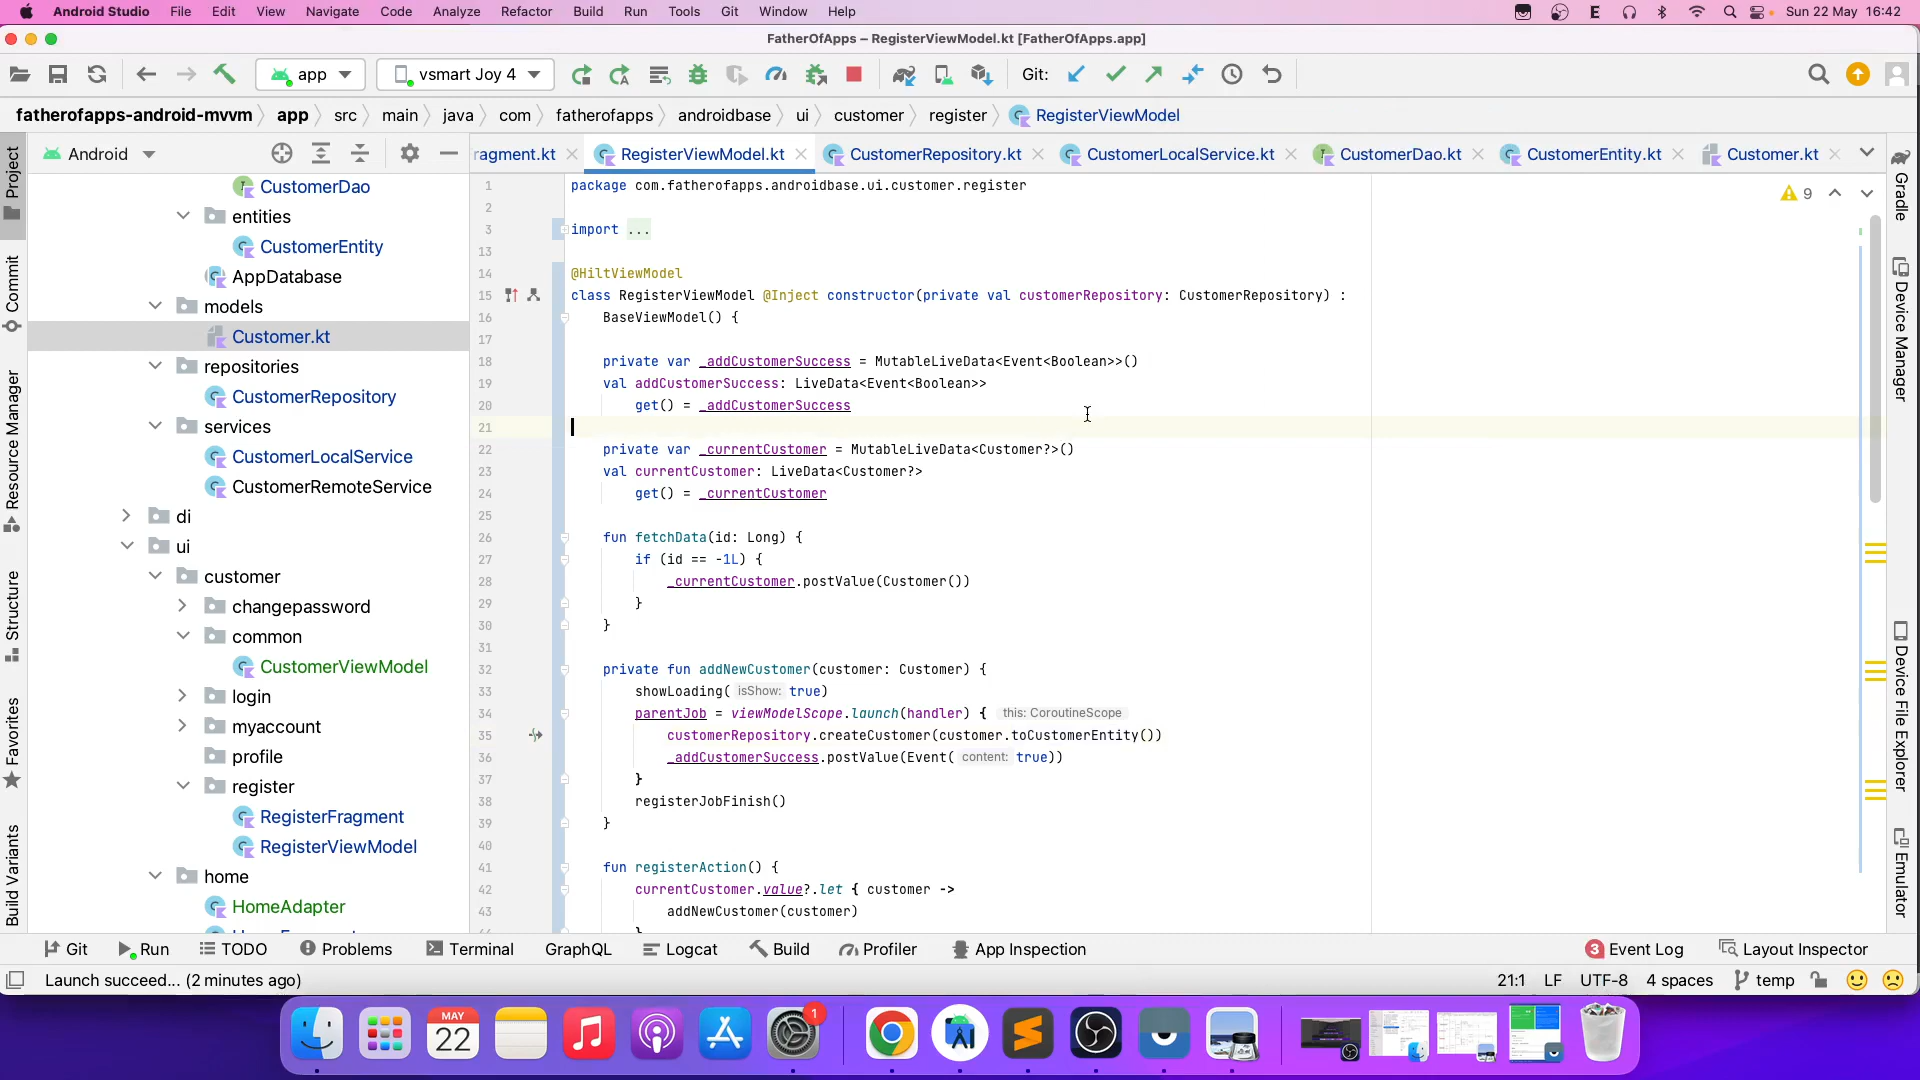 Android Studio File Edit View Navigate Code Analyze Refactor Build Run Tools Git Window Help E Sun 22 May 16:42
FatherOfApps – RegisterViewModel.kt [FatherOfApps.app]
app vsmart Joy 4 Git:
fatherofapps-android-mvvm app src main java com fatherofapps androidbase ui customer register RegisterViewModel
Android
ragment.kt RegisterViewModel.kt CustomerRepository.kt CustomerLocalService.kt CustomerDao.kt CustomerEntity.kt Customer.kt
Project
Commit
Resource Manager
Structure
Favorites
Build Variants
CustomerDao
entities
CustomerEntity
AppDatabase
models
Customer.kt
repositories
CustomerRepository
services
CustomerLocalService
CustomerRemoteService
di
ui
customer
changepassword
common
CustomerViewModel
login
myaccount
profile
register
RegisterFragment
RegisterViewModel
home
HomeAdapter
9
1 package com.fatherofapps.androidbase.ui.customer.register
2
3 import ...
13
14 @HiltViewModel
15 class RegisterViewModel @Inject constructor(private val customerRepository: CustomerRepository) :
16 BaseViewModel() {
17
18 private var _addCustomerSuccess = MutableLiveData<Event<Boolean>>()
19 val addCustomerSuccess: LiveData<Event<Boolean>>
20 get() = _addCustomerSuccess
21
22 private var _currentCustomer = MutableLiveData<Customer?>()
23 val currentCustomer: LiveData<Customer?>
24 get() = _currentCustomer
25
26 fun fetchData(id: Long) {
27 if (id == -1L) {
28 _currentCustomer.postValue(Customer())
29 }
30 }
31
32 private fun addNewCustomer(customer: Customer) {
33 showLoading( isShow: true)
34 parentJob = viewModelScope.launch(handler) { this: CoroutineScope
35 customerRepository.createCustomer(customer.toCustomerEntity())
36 _addCustomerSuccess.postValue(Event( content: true))
37 }
38 registerJobFinish()
39 }
40
41 fun registerAction() {
42 currentCustomer.value?.let { customer ->
43 addNewCustomer(customer)
Gradle
Device Manager
Device File Explorer
Emulator
Git Run TODO Problems Terminal GraphQL Logcat Build Profiler App Inspection 3 Event Log Layout Inspector
Launch succeed... (2 minutes ago) 21:1 LF UTF-8 4 spaces temp
MAY
22
1